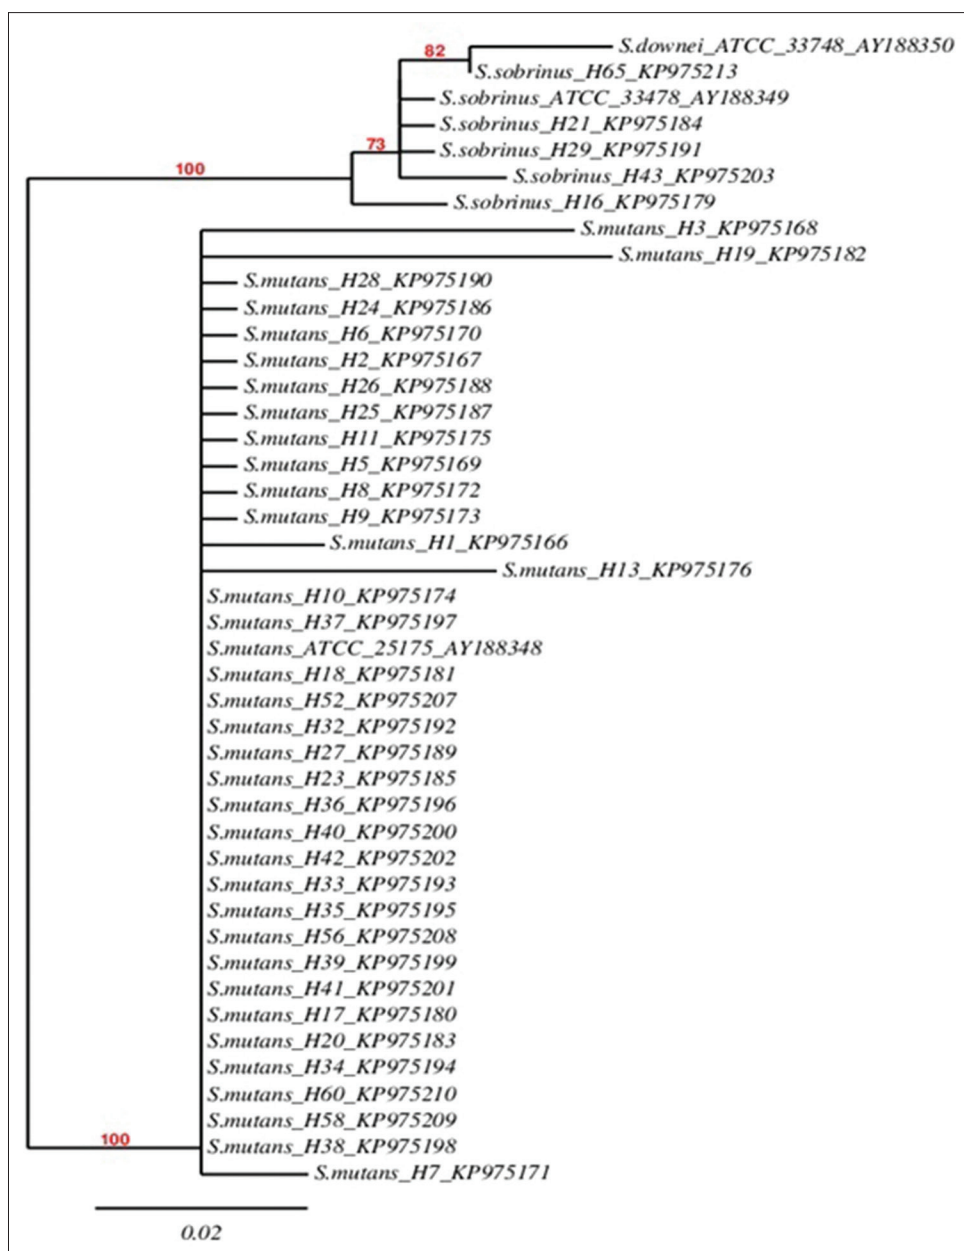 82
S.downei_ATCC_33748_AY188350
S.sobrinus_H65_KP975213
S.sobrinus_ATCC_33478_AY188349
S.sobrinus_H21_KP975184
73
S.sobrinus_H29_KP975191
100
S.sobrinus_H43_KP975203
S.sobrinus_H16_KP975179
S.mutans_H3_KP975168
S.mutans_H19_KP975182
S.mutans_H28_KP975190
S.mutans_H24_KP975186
S.mutans_H6_KP975170
S.mutans_H2_KP975167
S.mutans_H26_KP975188
S.mutans_H25_KP975187
S.mutans_H11_KP975175
S.mutans_H5_KP975169
S.mutans_H8_KP975172
S.mutans_H9_KP975173
S.mutans_H1_KP975166
S.mutans_H13_KP975176
S.mutans_H10_KP975174
S.mutans_H37_KP975197
S.mutans_ATCC_25175_AY188348
S.mutans_H18_KP975181
S.mutans_H52_KP975207
S.mutans_H32_KP975192
S.mutans_H27_KP975189
S.mutans_H23_KP975185
S.mutans_H36_KP975196
S.mutans_H40_KP975200
S.mutans_H42_KP975202
S.mutans_H33_KP975193
S.mutans_H35_KP975195
S.mutans_H56_KP975208
S.mutans_H39_KP975199
S.mutans_H41_KP975201
S.mutans_H17_KP975180
S.mutans_H20_KP975183
S.mutans_H34_KP975194
S.mutans_H60_KP975210
S.mutans_H58_KP975209
100
S.mutans_H38_KP975198
S.mutans_H7_KP975171
0.02